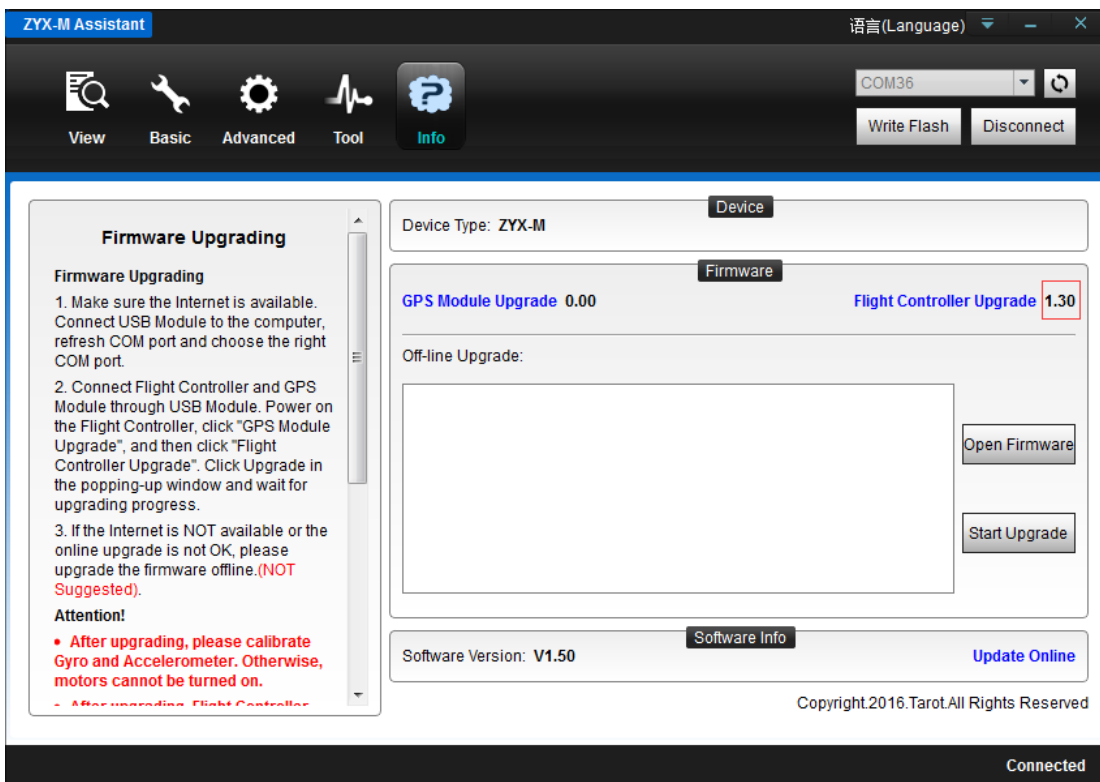 ZYX-M Assistant
语言(Language)
View
Basic
Advanced
Tool
Info
COM36
Write Flash
Disconnect
Firmware Upgrading
Firmware Upgrading
1. Make sure the Internet is available.
Connect USB Module to the computer,
refresh COM port and choose the right
COM port.
2. Connect Flight Controller and GPS
Module through USB Module. Power on
the Flight Controller, click "GPS Module
Upgrade", and then click "Flight
Controller Upgrade". Click Upgrade in
the popping-up window and wait for
upgrading progress.
3. If the Internet is NOT available or the
online upgrade is not OK, please
upgrade the firmware offline.(NOT
Suggested).
Attention!
• After upgrading, please calibrate
Gyro and Accelerometer. Otherwise,
motors cannot be turned on.
• After upgrading, Flight Controller
Device
Device Type: ZYX-M
Firmware
GPS Module Upgrade 0.00
Flight Controller Upgrade 1.30
Off-line Upgrade:
Open Firmware
Start Upgrade
Software Info
Software Version: V1.50
Update Online
Copyright.2016.Tarot.All Rights Reserved
Connected